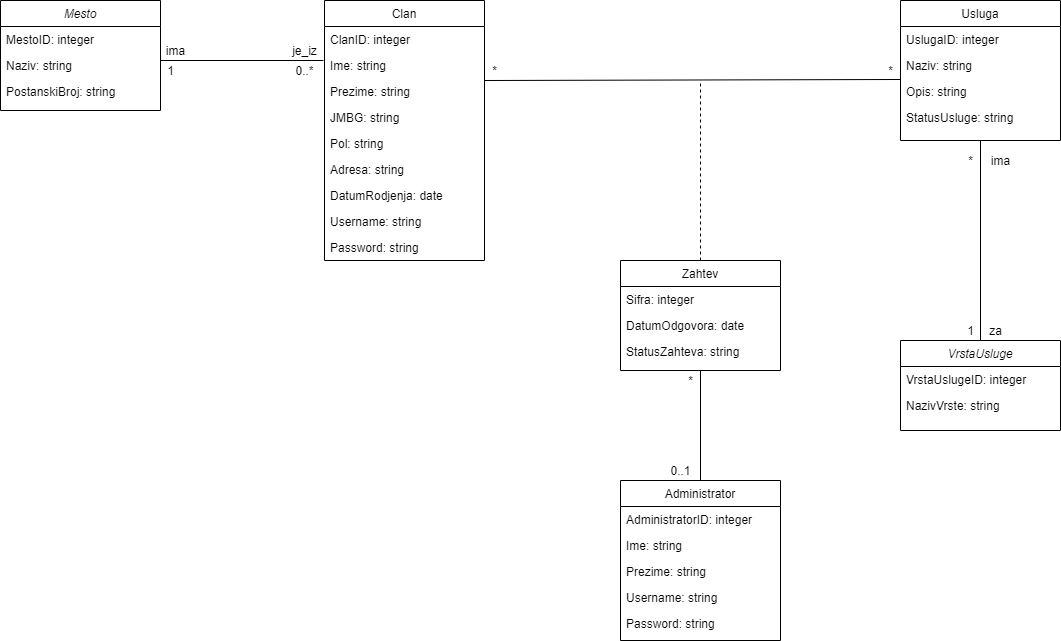 Mesto
MestoID: integer
Naziv: string
PostanskiBroj: string
ima
1
je_iz
0..*
Clan
ClanID: integer
Ime: string
Prezime: string
JMBG: string
Pol: string
Adresa: string
DatumRodjenja: date
Username: string
Password: string
*
*
Usluga
UslugaID: integer
Naziv: string
Opis: string
StatusUsluge: string
*
ima
1
za
VrstaUsluge
VrstaUslugeID: integer
NazivVrste: string
Zahtev
Sifra: integer
DatumOdgovora: date
StatusZahteva: string
*
0..1
Administrator
AdministratorID: integer
Ime: string
Prezime: string
Username: string
Password: string